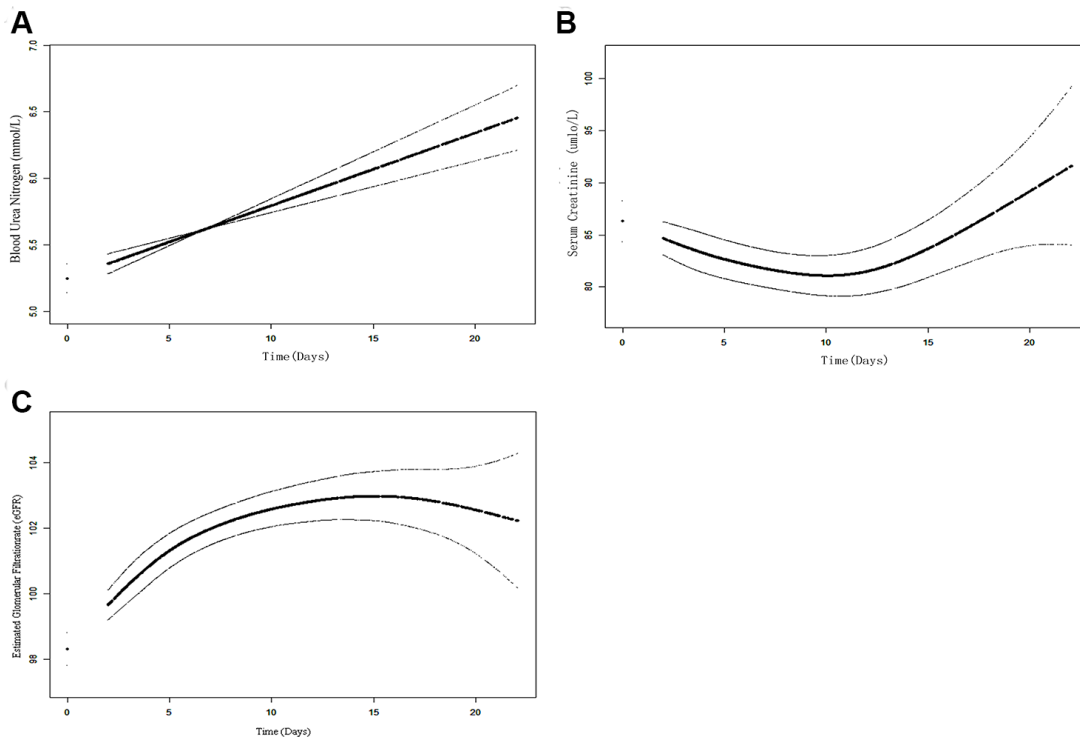 A
Blood Urea Nitrogen (mmol/L)
7.0
6.5
6.0
5.5
5.0
0 5 10 15 20
Time(Days)
B
Serum Creatinine (umlo/L)
100
95
90
85
80
0 5 10 15 20
Time(Days)
C
Estimated Glomerular Filtrationrate (eGFR)
104
102
100
98
0 5 10 15 20
Time (Days)